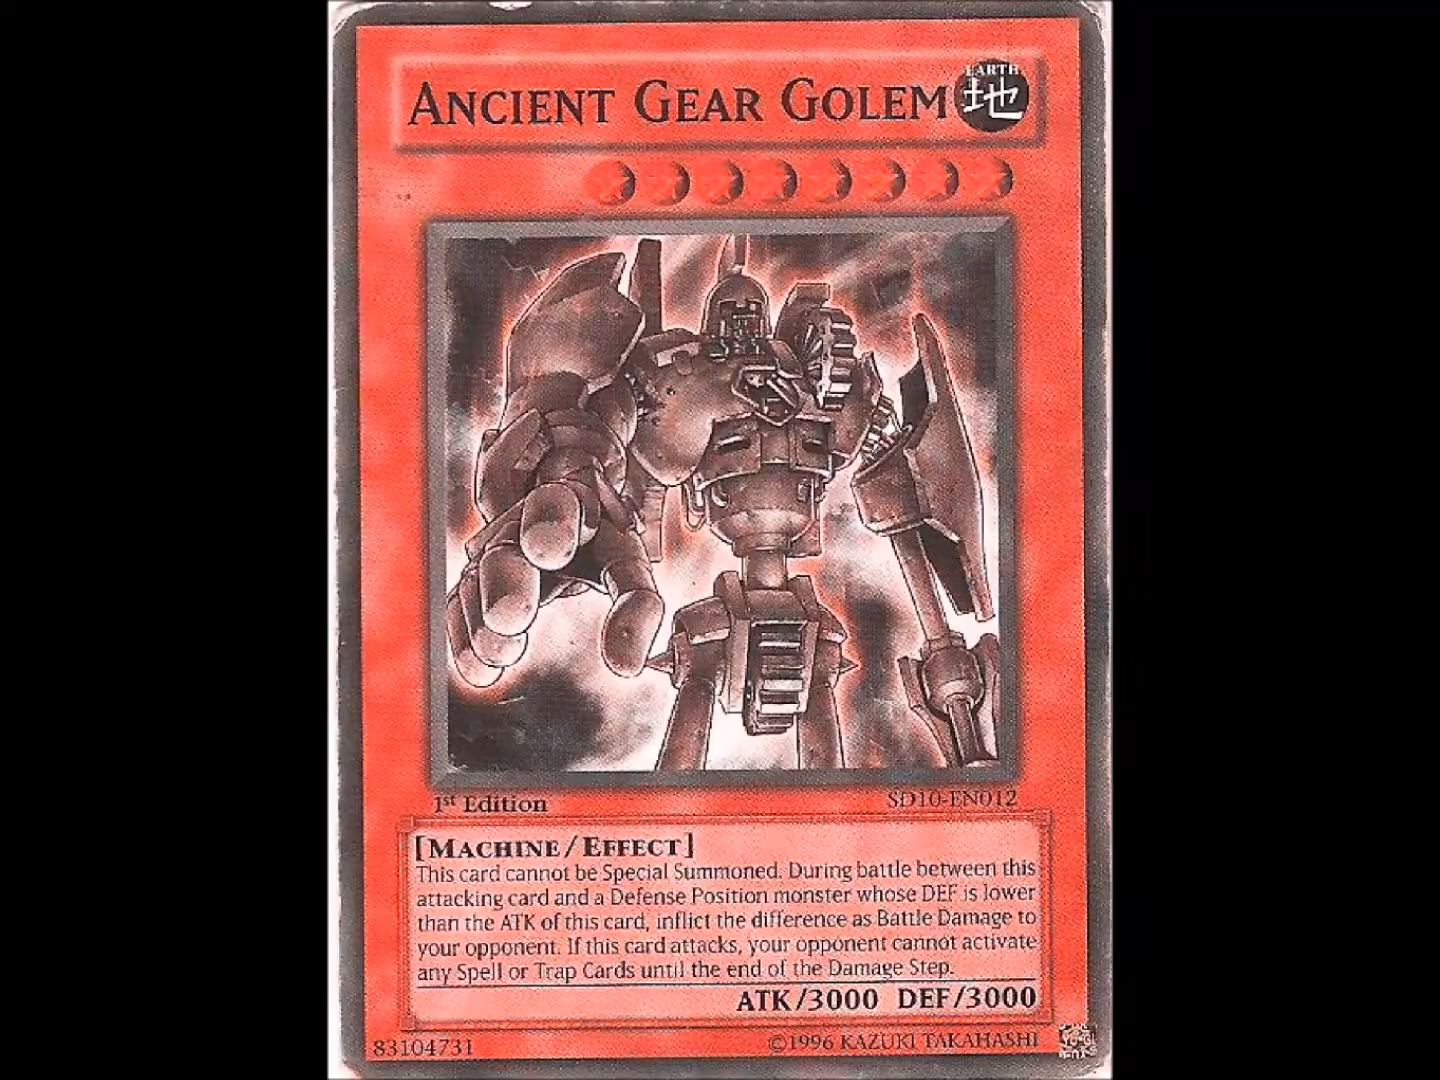 ANCIENT GEAR GOLEM
EARTH
地
1st Edition
SD10-EN012
[MACHINE/EFFECT]
This card cannot be Special Summoned. During battle between this
attacking card and a Defense Position monster whose DEF is lower
than the ATK of this card, inflict the difference as Battle Damage to
your opponent. If this card attacks, your opponent cannot activate
any Spell or Trap Cards until the end of the Damage Step.
ATK/3000 DEF/3000
83104731
©1996 KAZUKI TAKAHASHI